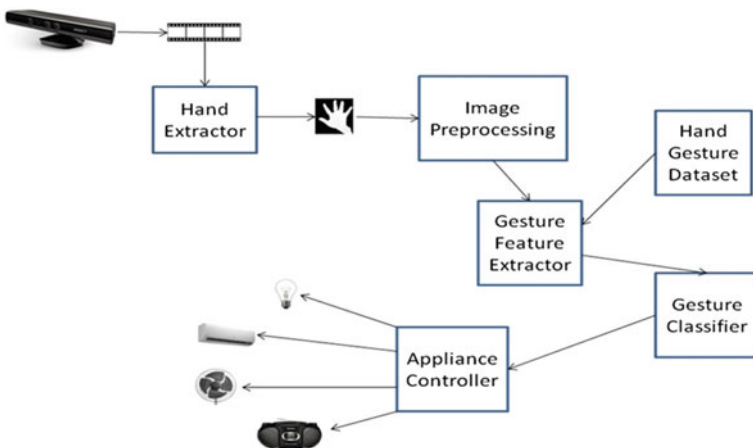 Hand
Extractor
Image
Preprocessing
Hand
Gesture
Dataset
Gesture
Feature
Extractor
Gesture
Classifier
Appliance
Controller